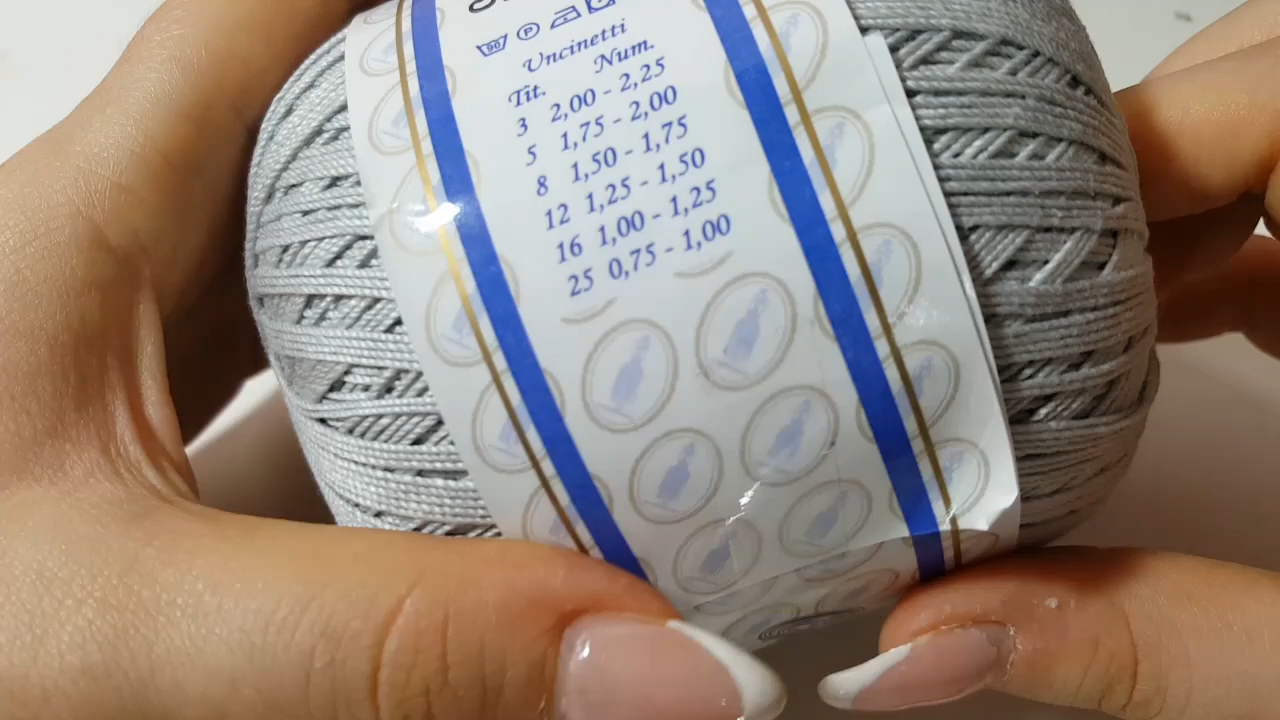 90 P
Uncinetti
Tit. Num.
3 2,00 - 2,25
5 1,75 - 2,00
8 1,50 - 1,75
12 1,25 - 1,50
16 1,00 - 1,25
25 0,75 - 1,00